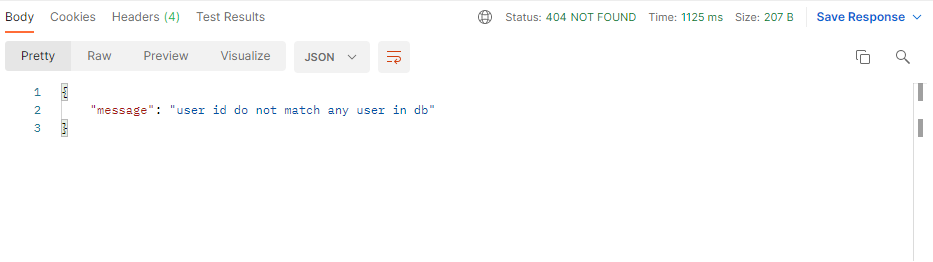 Body Cookies Headers (4) Test Results Status: 404 NOT FOUND Time: 1125 ms Size: 207 B Save Response
Pretty Raw Preview Visualize JSON
1 {
2 "message": "user id do not match any user in db"
3 }